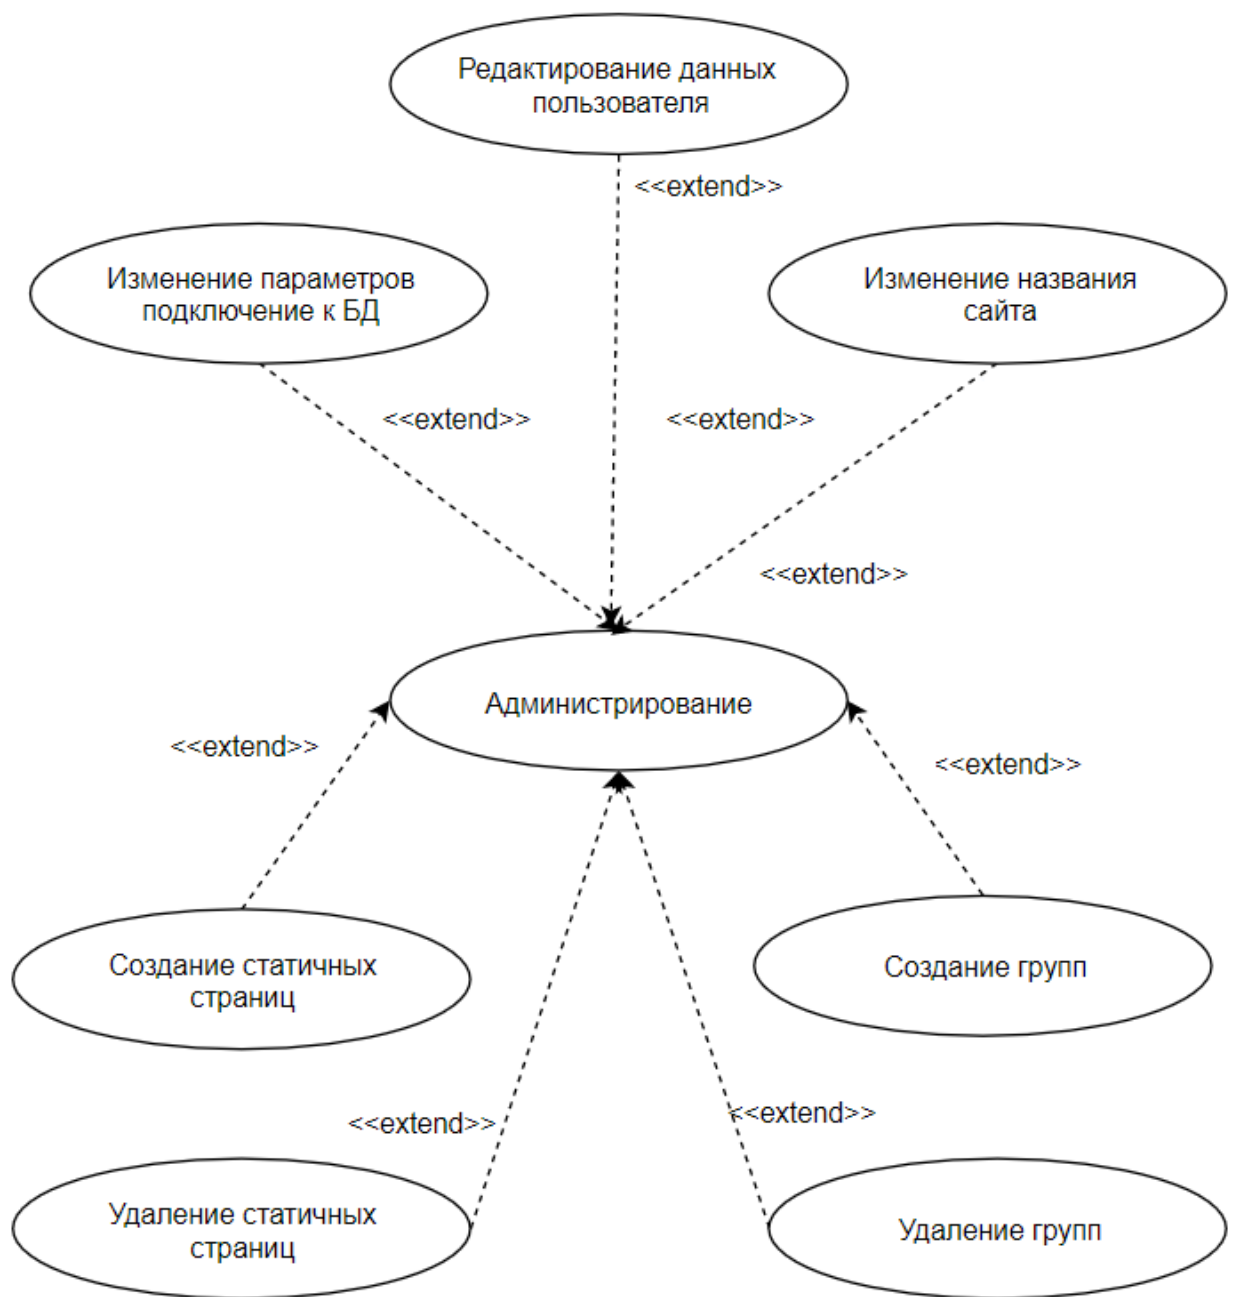 Редактирование данных
пользователя
<<extend>>
Изменение параметров
подключение к БД
Изменение названия
сайта
<<extend>>
<<extend>>
<<extend>>
Администрирование
<<extend>>
<<extend>>
Создание статичных
страниц
Создание групп
<<extend>>
<<extend>>
Удаление статичных
страниц
Удаление групп